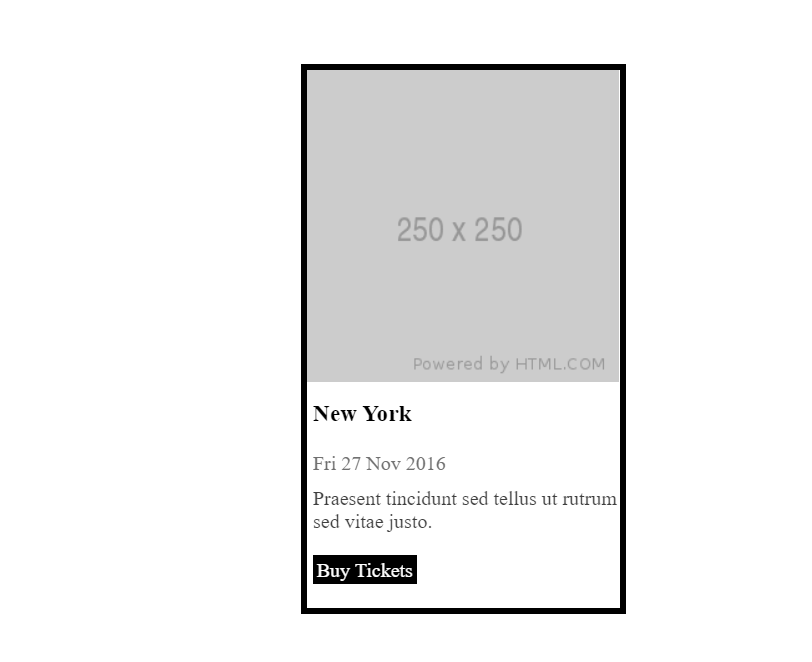 250 x 250
Powered by HTML.COM
New York
Fri 27 Nov 2016
Praesent tincidunt sed tellus ut rutrum
sed vitae justo.
Buy Tickets